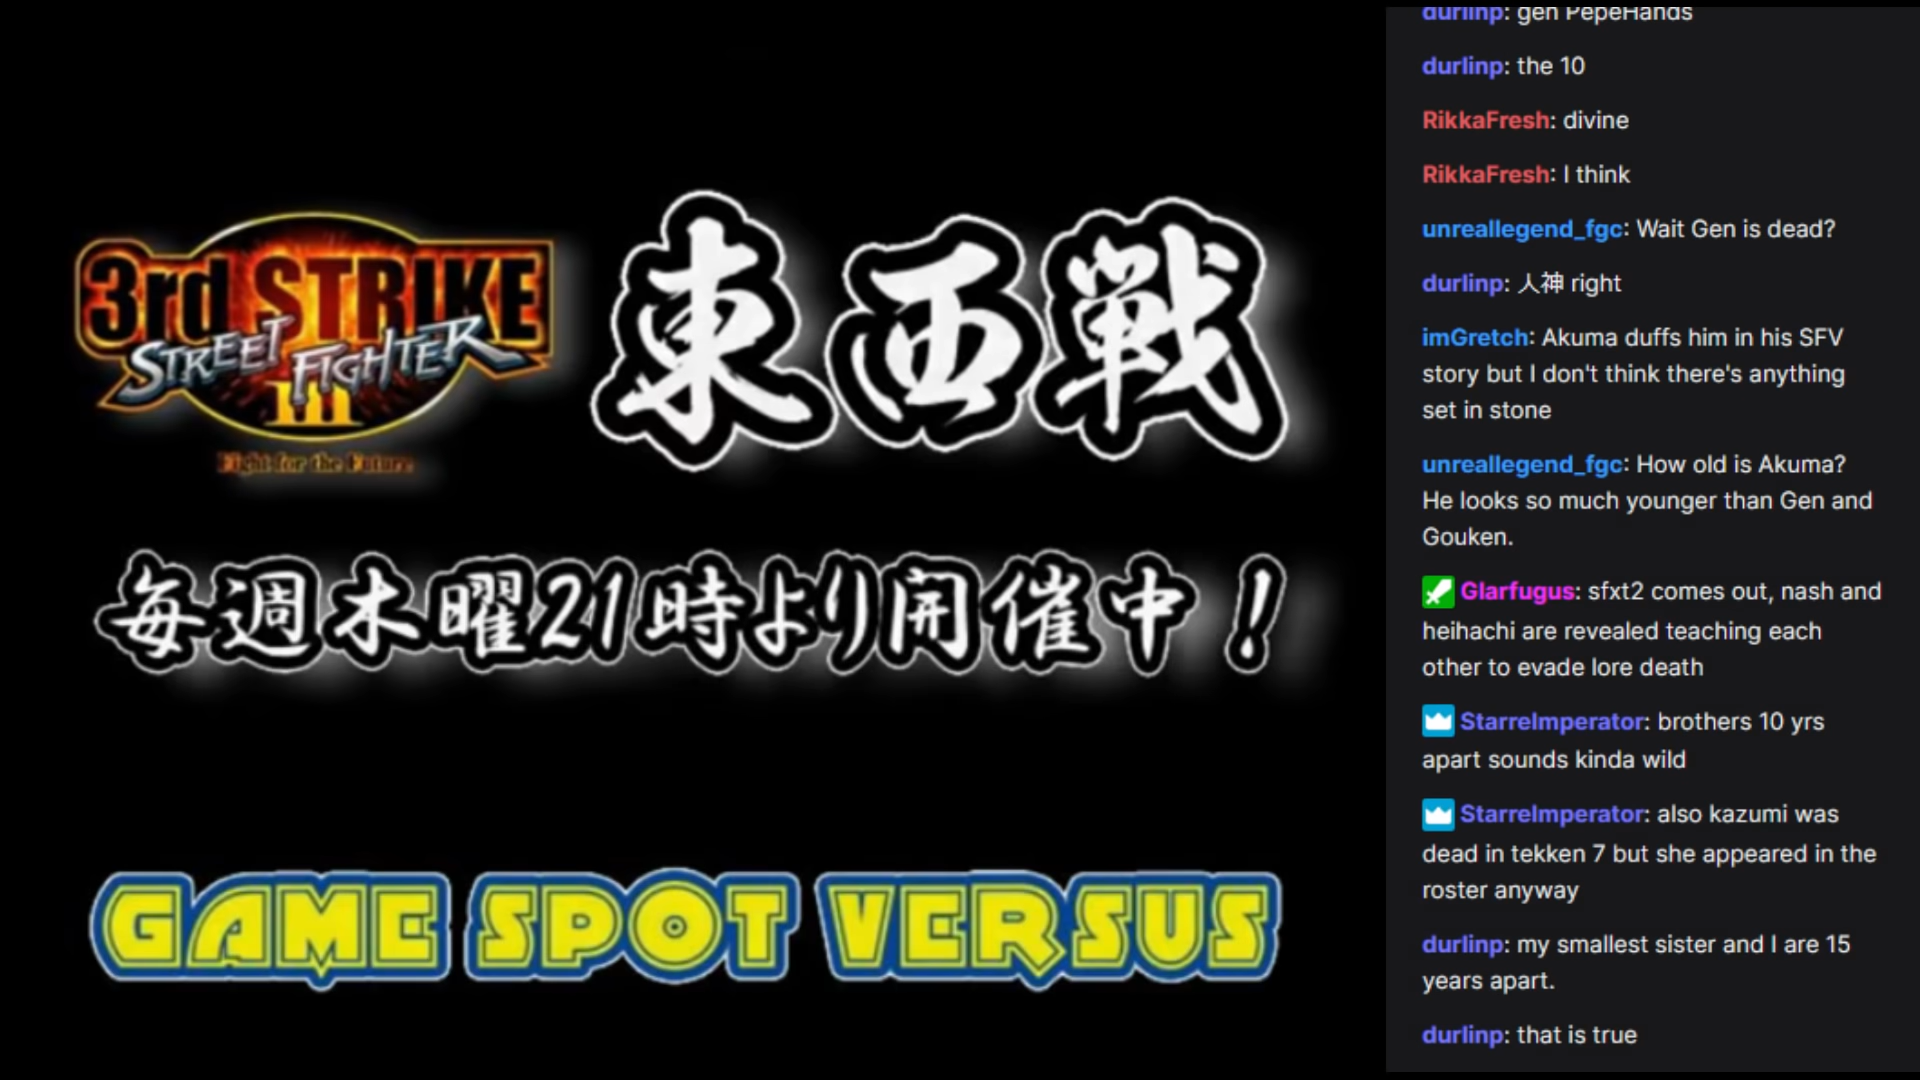 3rd STRIKE
STREET FIGHTER
III
Fight for the Future
東西戦
毎週木曜21時より開催中!
GAME SPOT VERSUS
durlinp: gen PepeHands
durlinp: the 10
RikkaFresh: divine
RikkaFresh: I think
unreallegend_fgc: Wait Gen is dead?
durlinp: 人神 right
imGretch: Akuma duffs him in his SFV
story but I don't think there's anything
set in stone
unreallegend_fgc: How old is Akuma?
He looks so much younger than Gen and
Gouken.
Glarfugus: sfxt2 comes out, nash and
heihachi are revealed teaching each
other to evade lore death
StarreImperator: brothers 10 yrs
apart sounds kinda wild
StarreImperator: also kazumi was
dead in tekken 7 but she appeared in the
roster anyway
durlinp: my smallest sister and I are 15
years apart.
durlinp: that is true